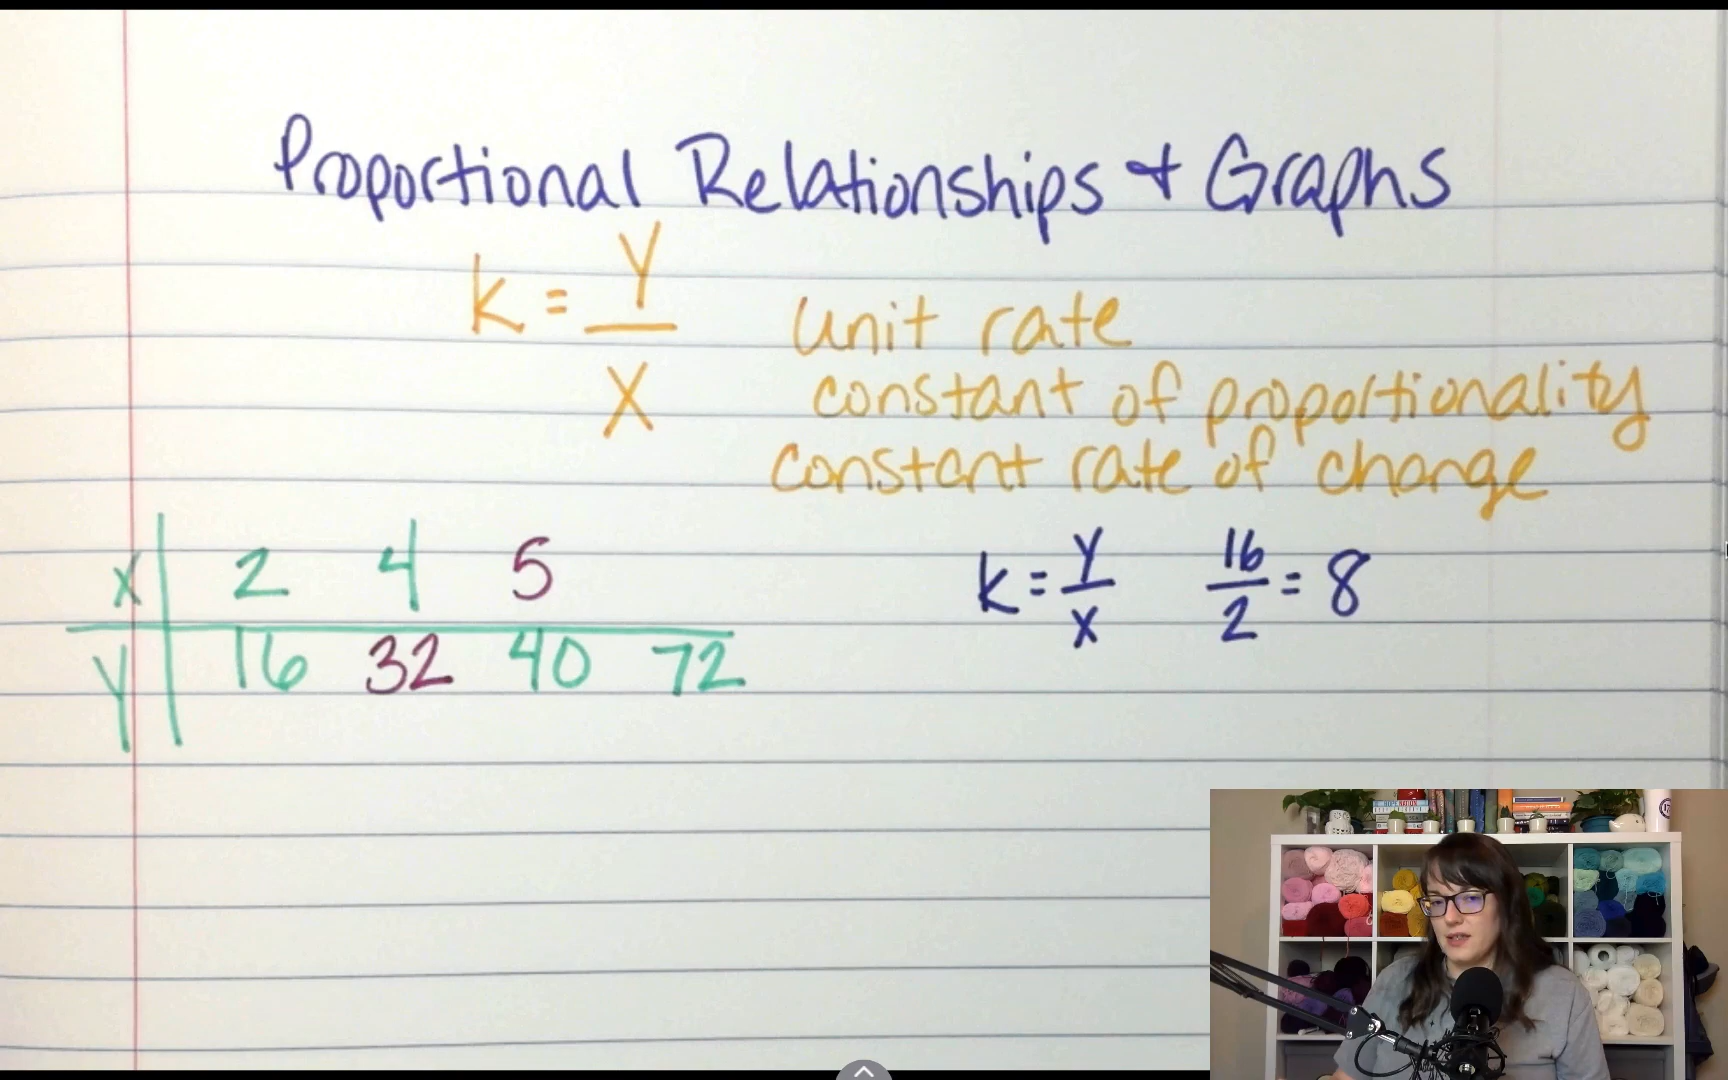 Proportional Relationships + Graphs
k = Y/X
unit rate
constant of proportionality
constant rate of change
X | 2 4 5
Y | 16 32 40 72
k = Y/X 16/2 = 8